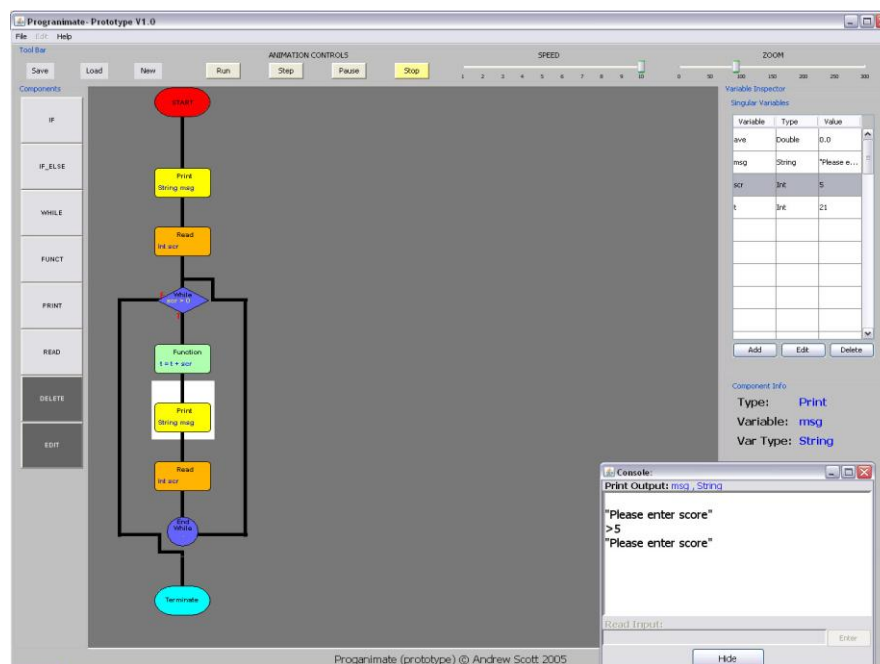 Progranimate- Prototype V1.0
File Edit Help
Tool Bar
ANIMATION CONTROLS
SPEED
ZOOM
Save Load New Run Step Pause Stop
1 2 3 4 5 6 7 8 9 10
0 50 100 150 200 250 300
Components
IF
IF_ELSE
WHILE
FUNCT
PRINT
READ
DELETE
EDIT
START
Print
String msg
Read
Int scr
While
scr > 0
F
T
Function
t = t + scr
Print
String msg
Read
Int scr
End
While
Terminate
Variable Inspector
Singular Variables
Variable Type Value
ave Double 0.0
msg String "Please e...
scr Int 5
t Int 21
Add Edit Delete
Component Info
Type: Print
Variable: msg
Var Type: String
Console:
Print Output: msg , String
"Please enter score"
>5
"Please enter score"
Read Input:
Enter
Hide
Proganimate (prototype) © Andrew Scott 2005